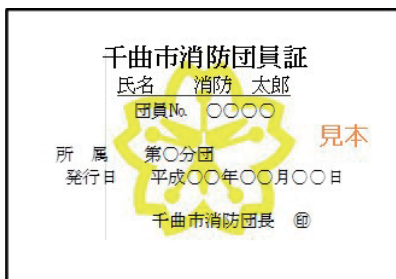 千曲市消防団員証
氏名　消防　太郎
団員№　〇〇〇〇
見本
所　属　第〇分団
発行日　平成〇〇年〇〇月〇〇日
千曲市消防団長　㊞